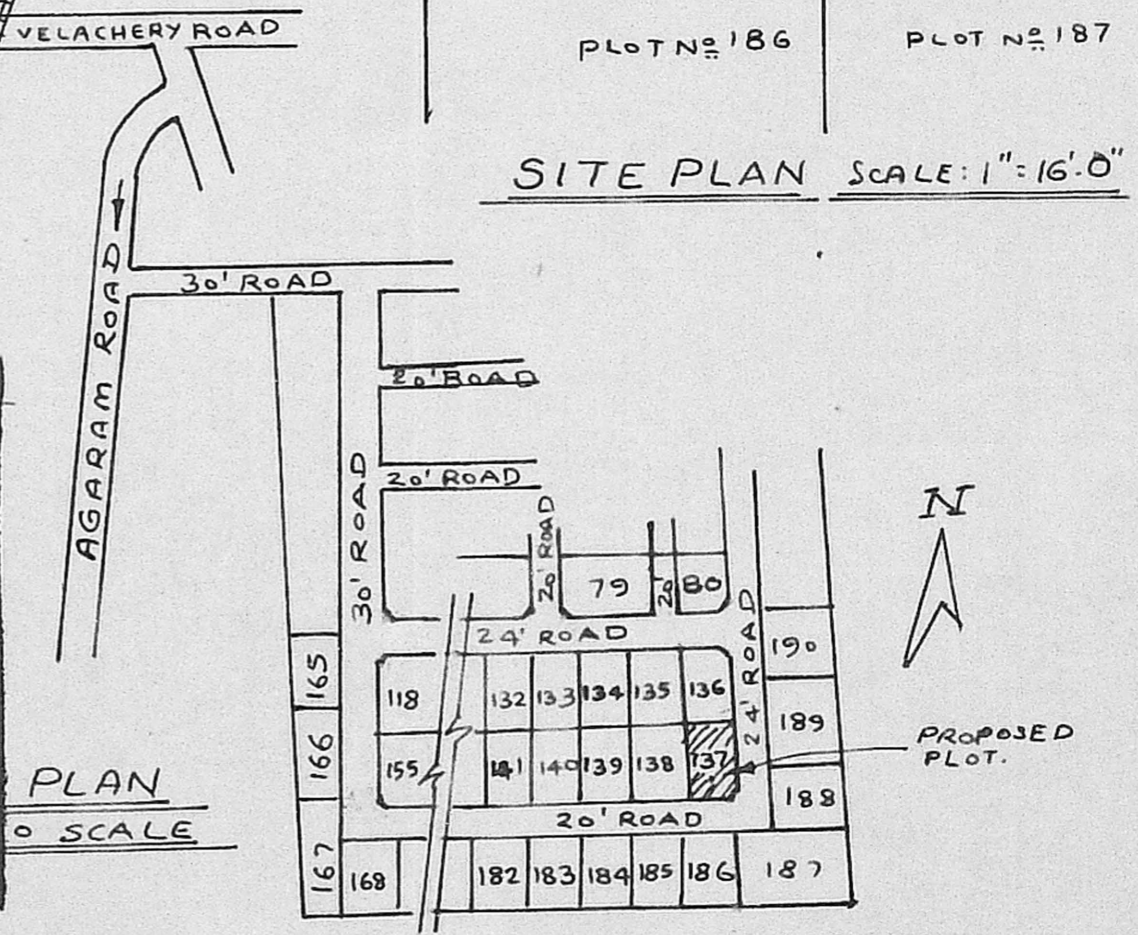 VELACHERY ROAD
PLOT Nº 186
PLOT Nº 187
SITE PLAN SCALE: 1"=16'.0"
AGARAM ROAD
30' ROAD
20' ROAD
20' ROAD
30' ROAD
20' ROAD
79
20'
80
24' ROAD
24' ROAD
N
165
166
167
118
132
133
134
135
136
155
141
140
139
138
137
190
189
188
PROPOSED
PLOT.
20' ROAD
168
182
183
184
185
186
187
PLAN
O SCALE